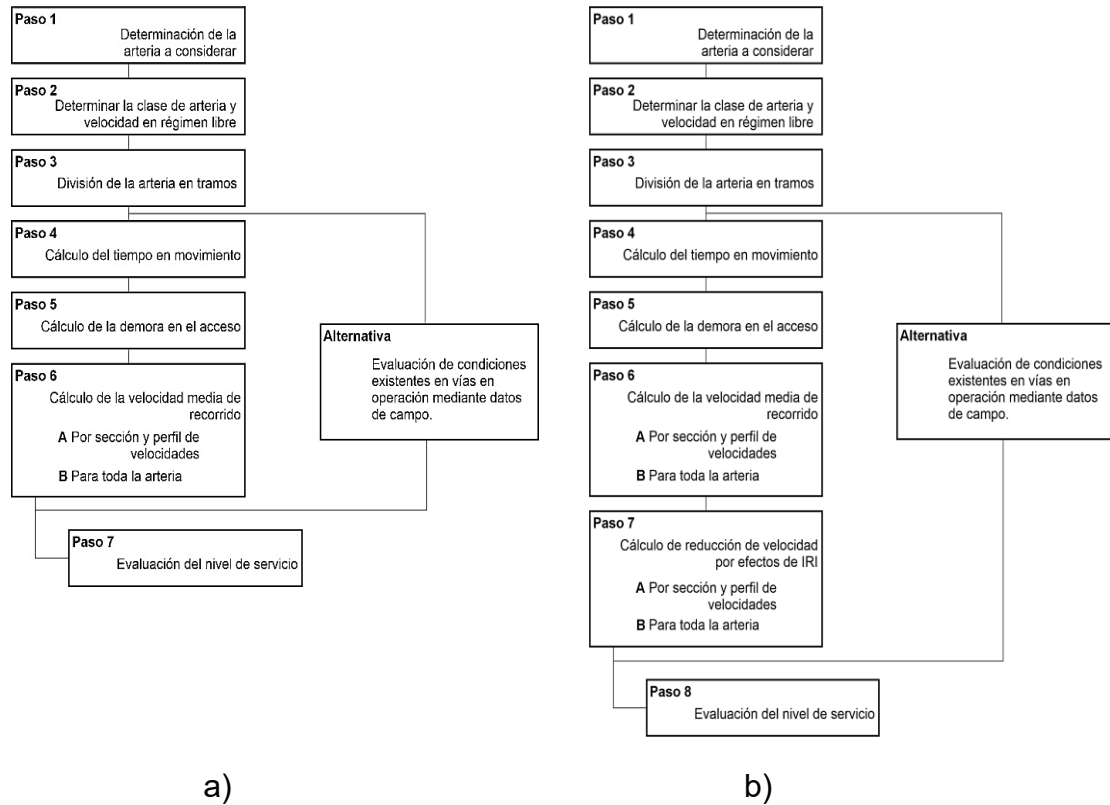 Paso 1
Determinación de la
arteria a considerar
Paso 2
Determinar la clase de arteria y
velocidad en régimen libre
Paso 3
División de la arteria en tramos
Paso 4
Cálculo del tiempo en movimiento
Paso 5
Cálculo de la demora en el acceso
Paso 6
Cálculo de la velocidad media de
recorrido
A Por sección y perfil de
velocidades
B Para toda la arteria
Alternativa
Evaluación de condiciones
existentes en vías en
operación mediante datos
de campo.
Paso 7
Evaluación del nivel de servicio
a)
Paso 1
Determinación de la
arteria a considerar
Paso 2
Determinar la clase de arteria y
velocidad en régimen libre
Paso 3
División de la arteria en tramos
Paso 4
Cálculo del tiempo en movimiento
Paso 5
Cálculo de la demora en el acceso
Paso 6
Cálculo de la velocidad media de
recorrido
A Por sección y perfil de
velocidades
B Para toda la arteria
Alternativa
Evaluación de condiciones
existentes en vías en
operación mediante datos
de campo.
Paso 7
Cálculo de reducción de velocidad
por efectos de IRI
A Por sección y perfil de
velocidades
B Para toda la arteria
Paso 8
Evaluación del nivel de servicio
b)